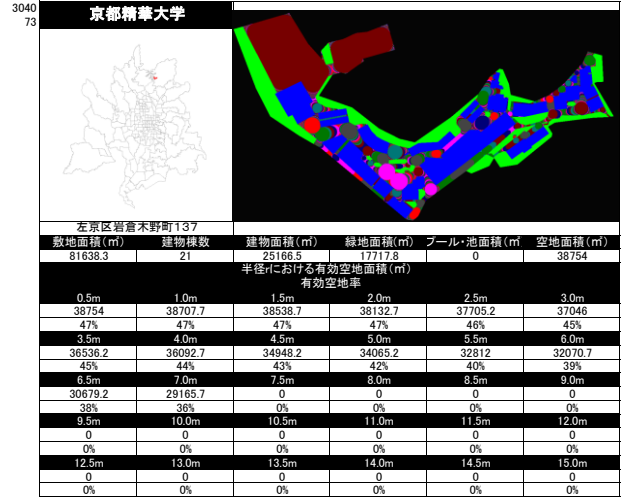 3040
73
京都精華大学
左京区岩倉木野町137
敷地面積(㎡) 建物棟数 建物面積(㎡) 緑地面積(㎡) プール・池面積(㎡ 空地面積(㎡)
81638.3 21 25166.5 17717.8 0 38754
半径rにおける有効空地面積(㎡)
有効空地率
0.5m 1.0m 1.5m 2.0m 2.5m 3.0m
38754 38707.7 38538.7 38132.7 37705.2 37046
47% 47% 47% 47% 46% 45%
3.5m 4.0m 4.5m 5.0m 5.5m 6.0m
36536.2 36092.7 34948.2 34065.2 32812 32070.7
45% 44% 43% 42% 40% 39%
6.5m 7.0m 7.5m 8.0m 8.5m 9.0m
30679.2 29165.7 0 0 0 0
38% 36% 0% 0% 0% 0%
9.5m 10.0m 10.5m 11.0m 11.5m 12.0m
0 0 0 0 0 0
0% 0% 0% 0% 0% 0%
12.5m 13.0m 13.5m 14.0m 14.5m 15.0m
0 0 0 0 0 0
0% 0% 0% 0% 0% 0%